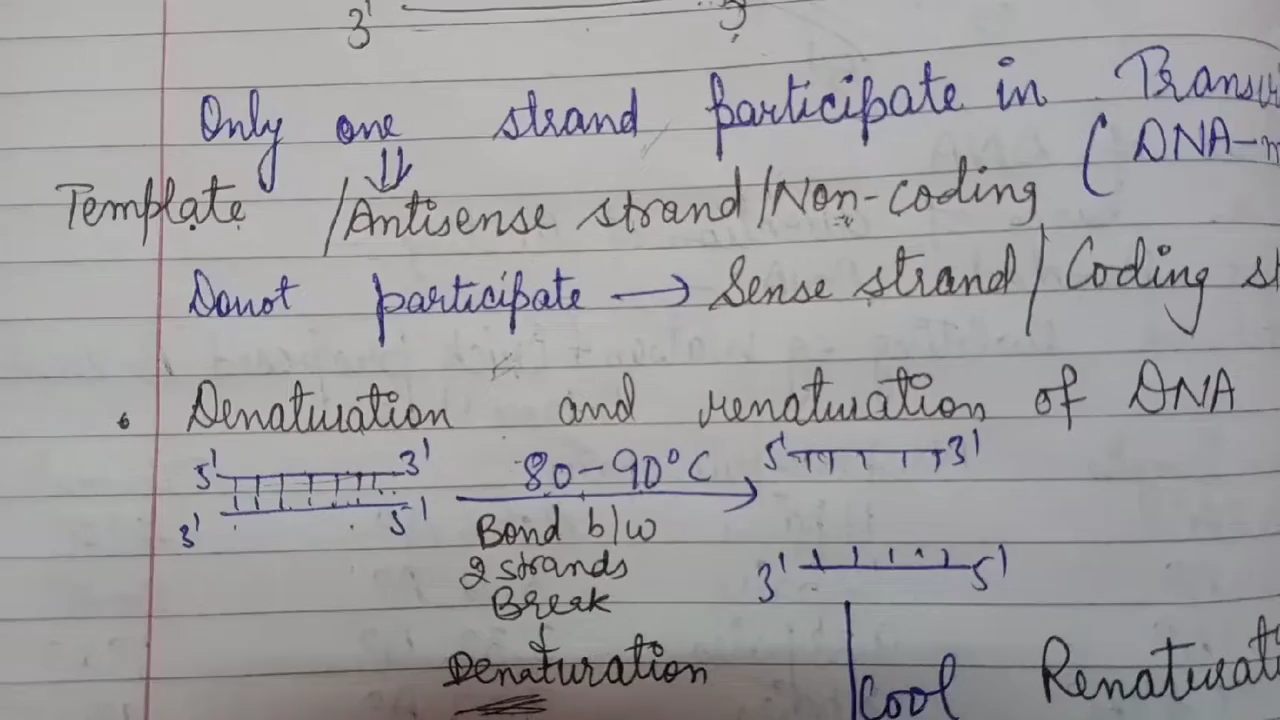 3' 5'
Only one strand participate in
(DNA-
Template /Antisense strand/Non-coding
Donot participate → Sense strand/Coding
• Denaturation and renaturation of DNA
5' 3' 80-90°C 5' 3'
3' 5'
Bond b/w
2 strands
3' 5'
Break
Denaturation
Cool